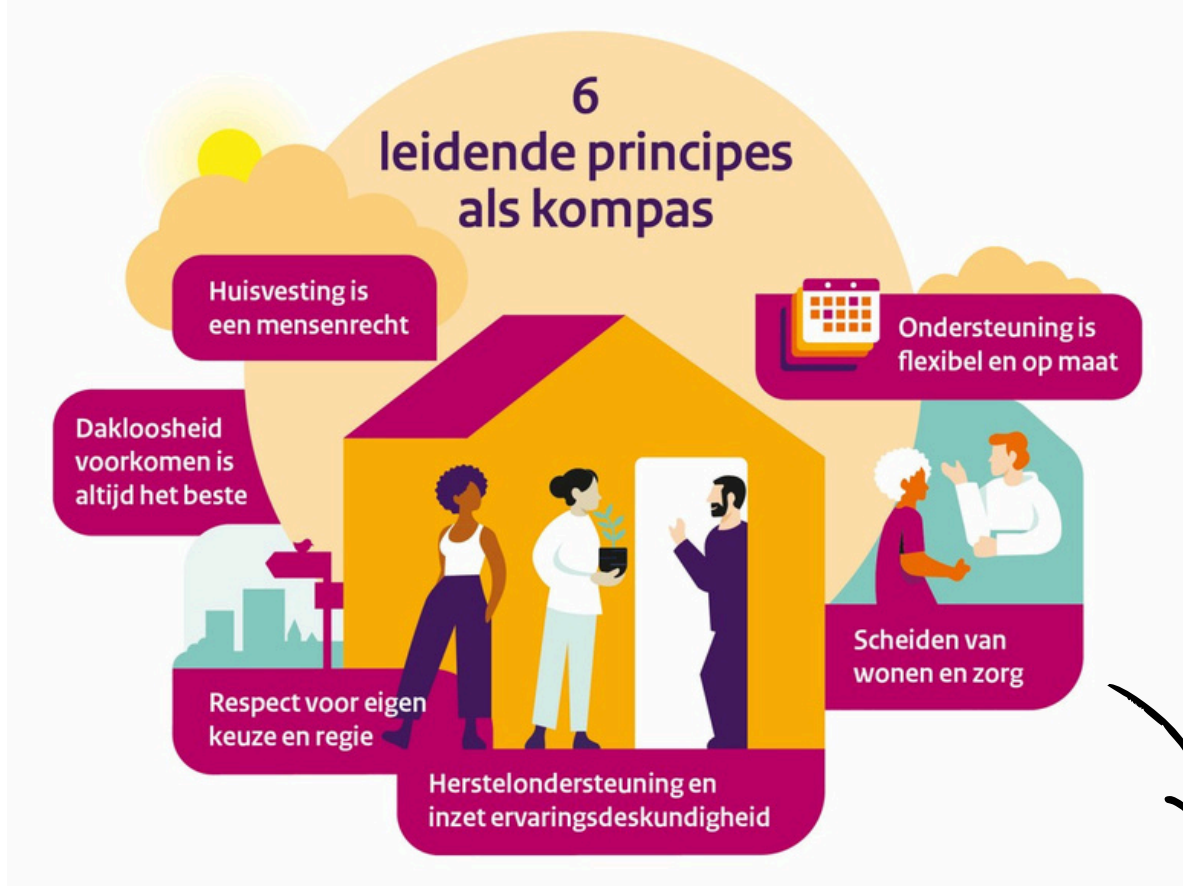 6
leidende principes
als kompas
Huisvesting is
een mensenrecht
Dakloosheid
voorkomen is
altijd het beste
Respect voor eigen
keuze en regie
Herstelondersteuning en
inzet ervaringsdeskundigheid
Scheiden van
wonen en zorg
Ondersteuning is
flexibel en op maat